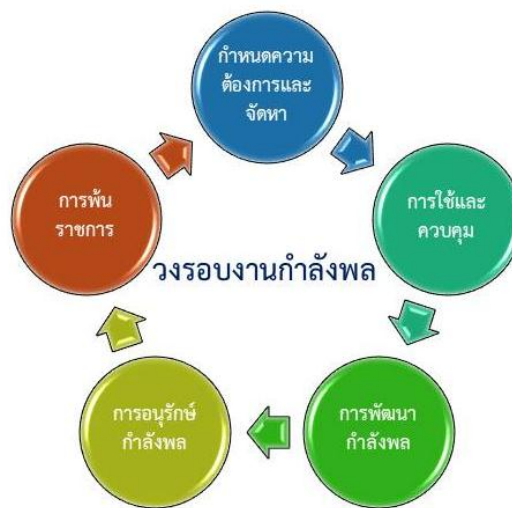 กำหนดความ
ต้องการและ
จัดหา
การใช้และ
ควบคุม
การพัฒนา
กำลังพล
การอนุรักษ์
กำลังพล
การพ้น
ราชการ
วงรอบงานกำลังพล